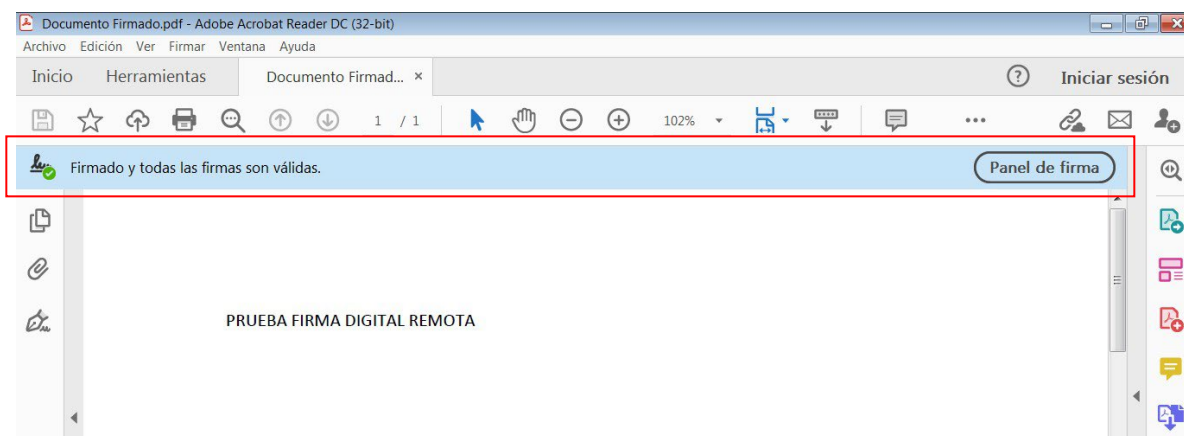 Documento Firmado.pdf - Adobe Acrobat Reader DC (32-bit)
Archivo Edición Ver Firmar Ventana Ayuda
Inicio Herramientas Documento Firmad... × ? Iniciar sesión
1 / 1 102% ...
Firmado y todas las firmas son válidas. Panel de firma
PRUEBA FIRMA DIGITAL REMOTA